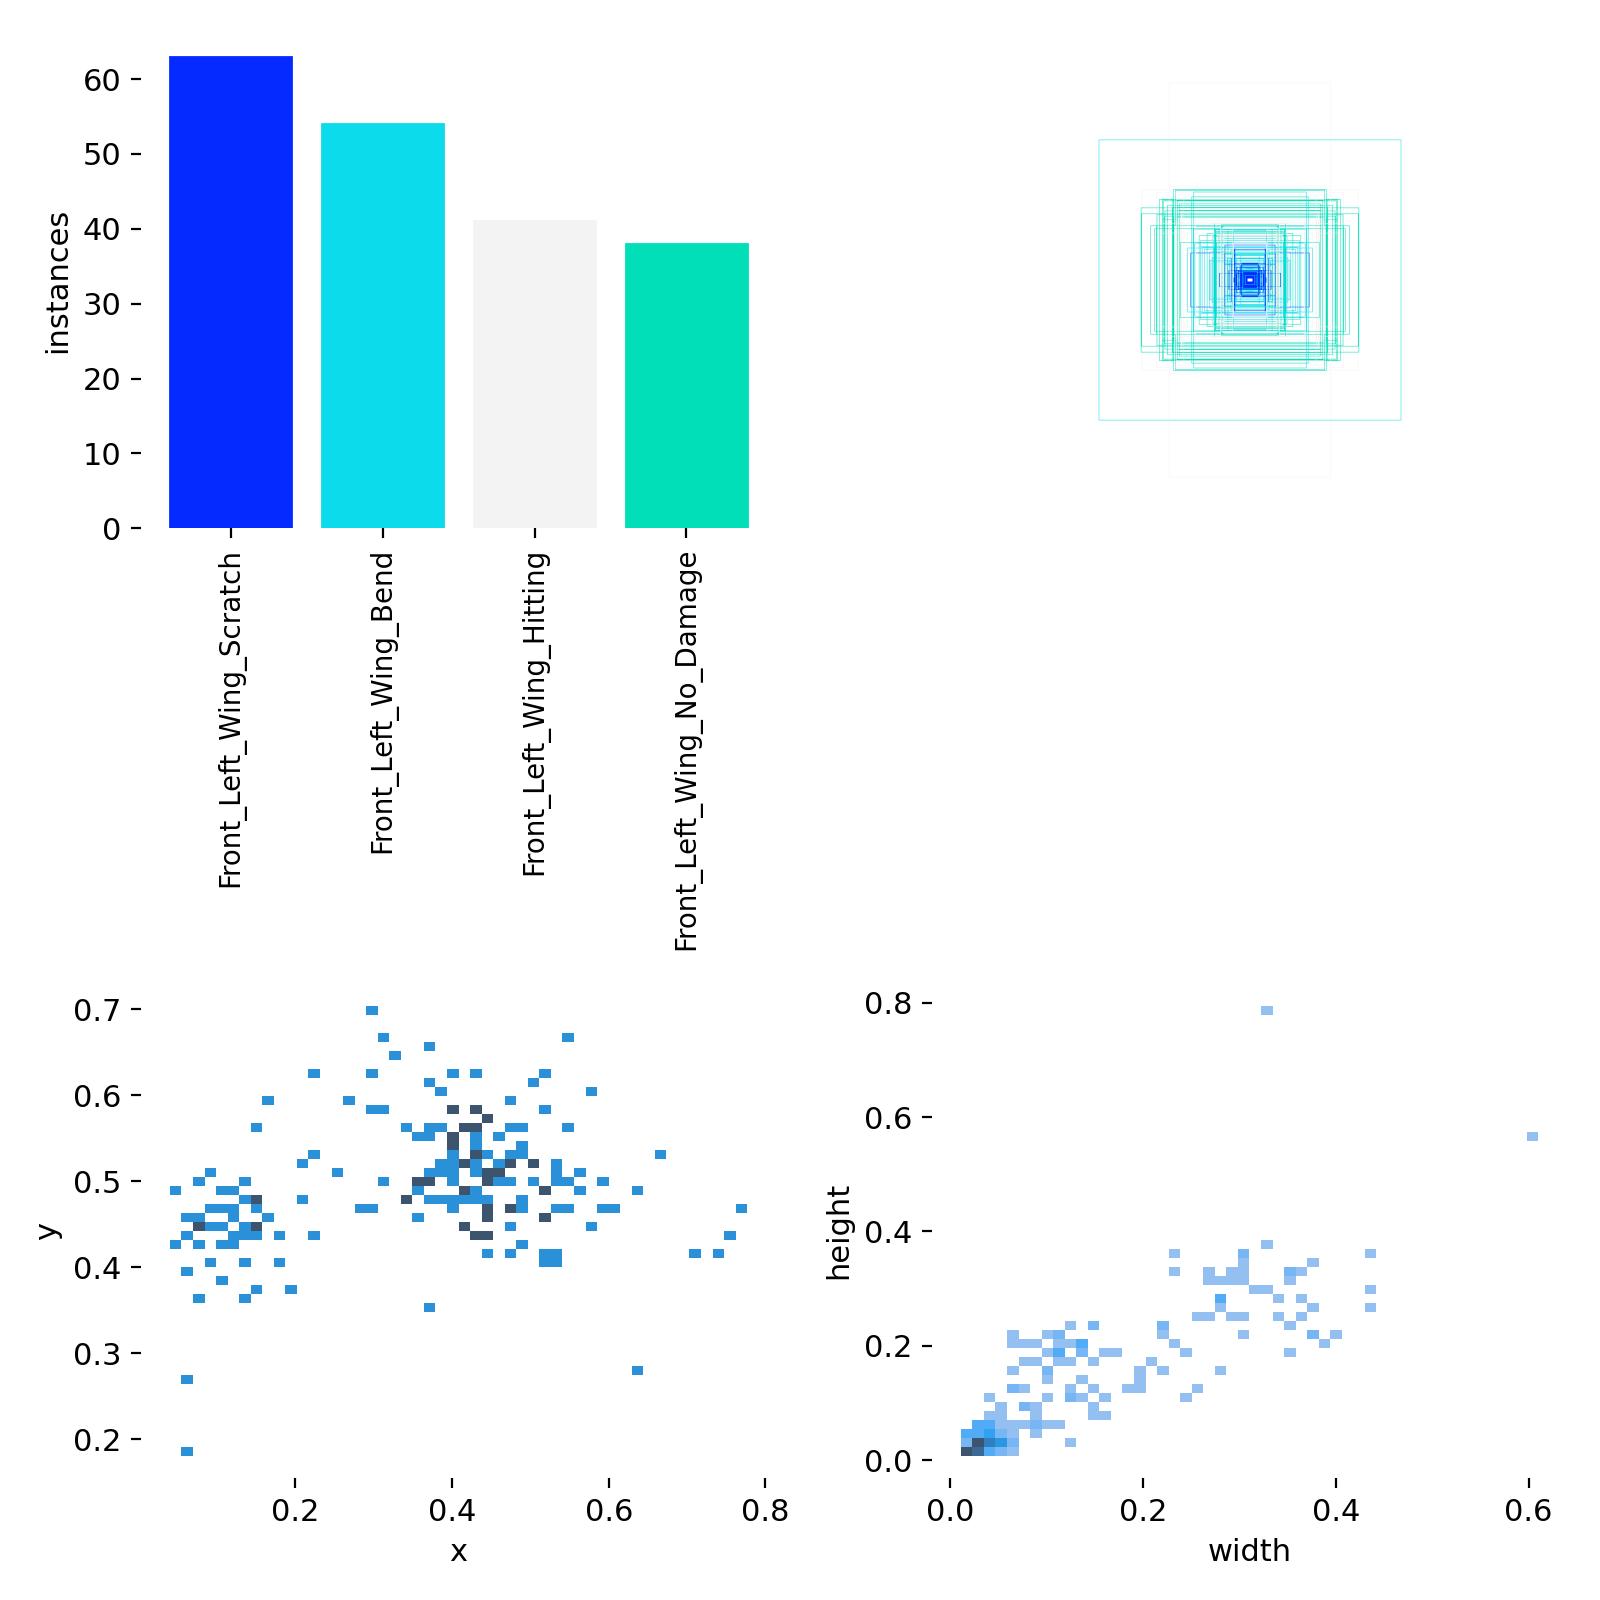 60
50
40
30
20
10
0
instances
Front_Left_Wing_Scratch
Front_Left_Wing_Bend
Front_Left_Wing_Hitting
Front_Left_Wing_No_Damage
0.7
0.6
0.5
0.4
0.3
0.2
y
0.2 0.4 0.6 0.8
x
0.8
0.6
0.4
0.2
0.0
height
0.0 0.2 0.4 0.6
width